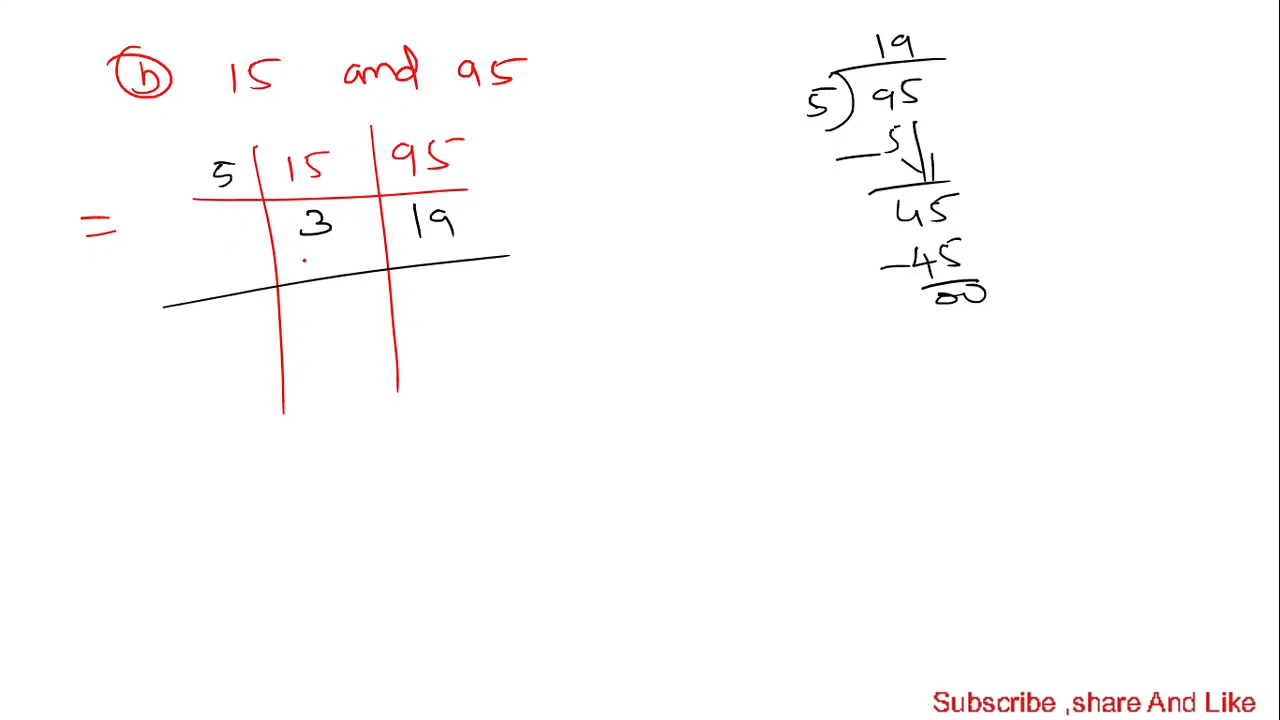 b 15 and 95
5 15 95
= 3 19
19
5 ) 95
- 5
45
- 45
00
Subscribe ,share And Like